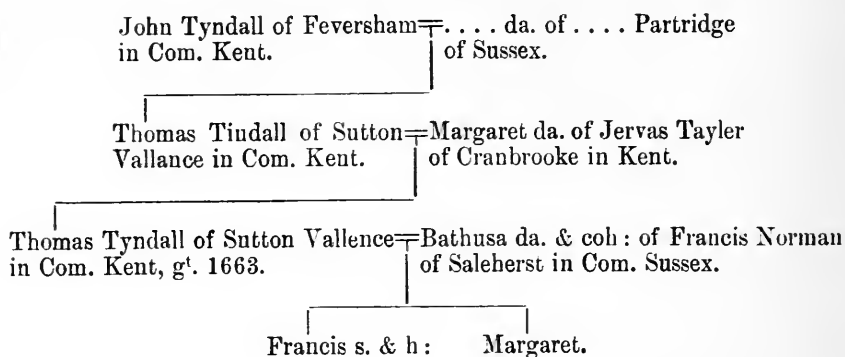 John Tyndall of Feversham=. . . . da. of . . . . Partridge
in Com. Kent. of Sussex.
Thomas Tindall of Sutton=Margaret da. of Jervas Tayler
Vallance in Com. Kent. of Cranbrooke in Kent.
Thomas Tyndall of Sutton Vallence=Bathusa da. & coh: of Francis Norman
in Com. Kent, gᵗ. 1663. of Saleherst in Com. Sussex.
Francis s. & h: Margaret.